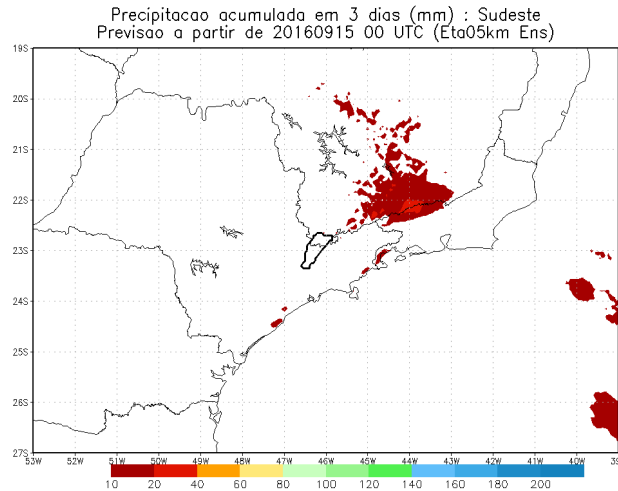 Precipitacao acumulada em 3 dias (mm) : Sudeste
Previsao a partir de 20160915 00 UTC (Eta05km Ens)
19S
20S
21S
22S
23S
24S
25S
26S
27S
53W 52W 51W 50W 49W 48W 47W 46W 45W 44W 43W 42W 41W 40W 39
10 20 40 60 80 100 120 140 160 180 200